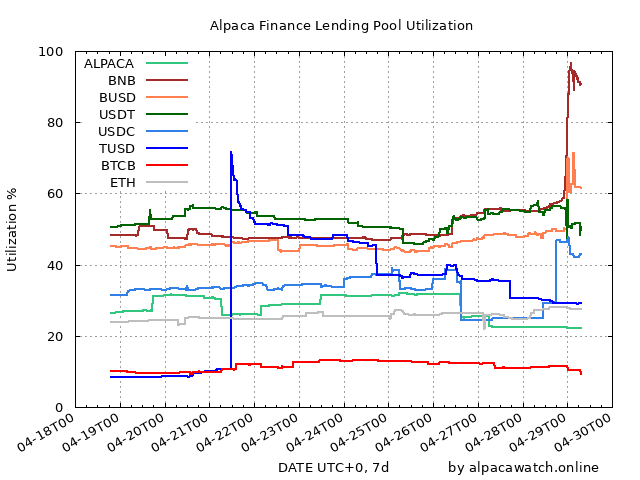 Alpaca Finance Lending Pool Utilization
100
80
60
40
20
0
Utilization %
ALPACA
BNB
BUSD
USDT
USDC
TUSD
BTCB
ETH
04-18T00
04-19T00
04-20T00
04-21T00
04-22T00
04-23T00
04-24T00
04-25T00
04-26T00
04-27T00
04-28T00
04-29T00
04-30T00
DATE UTC+0, 7d
by alpacawatch.online